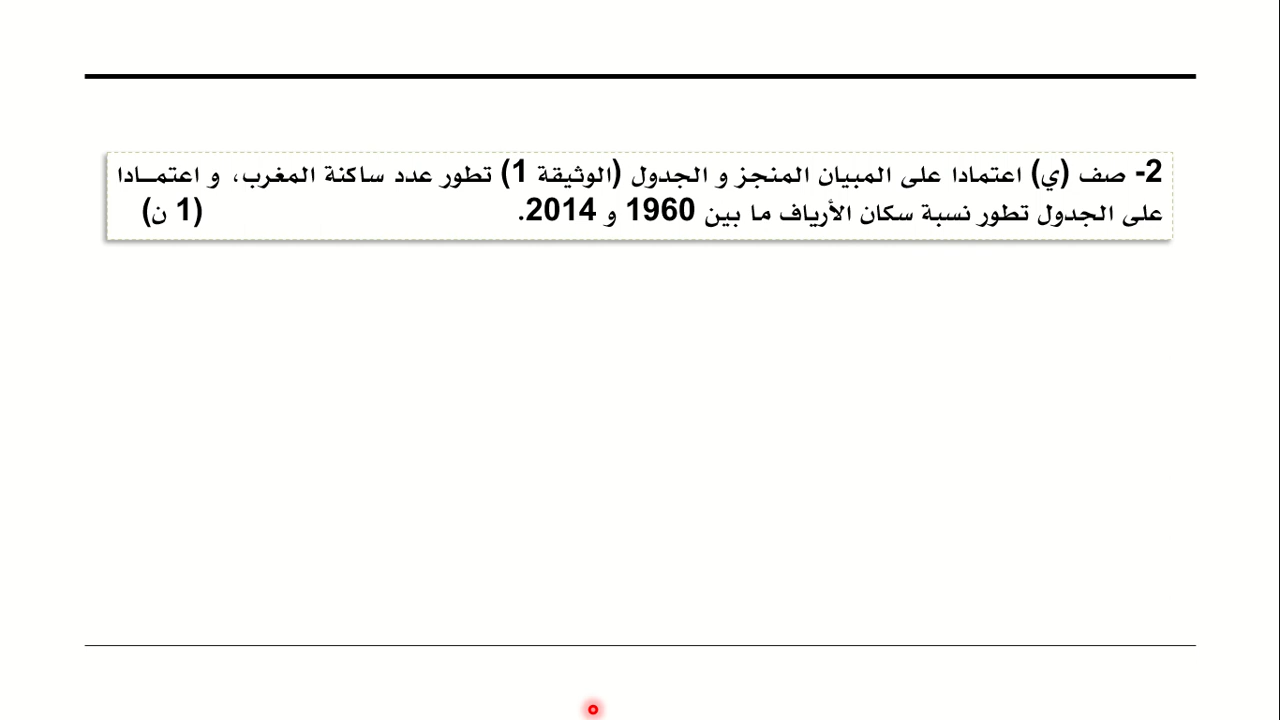 2- صف (ي) اعتمادا على المبيان المنجز و الجدول (الوثيقة 1) تطور عدد ساكنة المغرب، و اعتمــادا
على الجدول تطور نسبة سكان الأرياف ما بين 1960 و 2014. (1 ن)